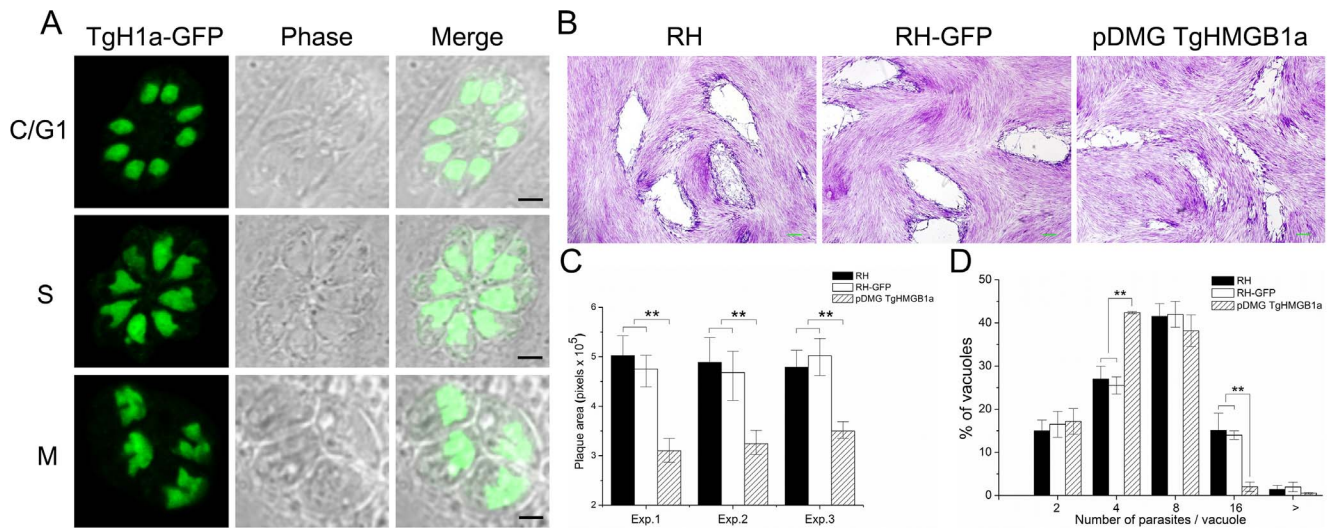 A
TgH1a-GFP Phase Merge
C/G1
S
M
B
RH RH-GFP pDMG TgHMGB1a
C
RH
RH-GFP
pDMG TgHMGB1a
Plaque area (pixels x 10⁵)
6
5
4
3
2
** ** **
Exp.1 Exp.2 Exp.3
D
RH
RH-GFP
pDMG TgHMGB1a
% of vacuoles
50
40
30
20
10
0
**
**
2 4 8 16 >
Number of parasites / vacuole